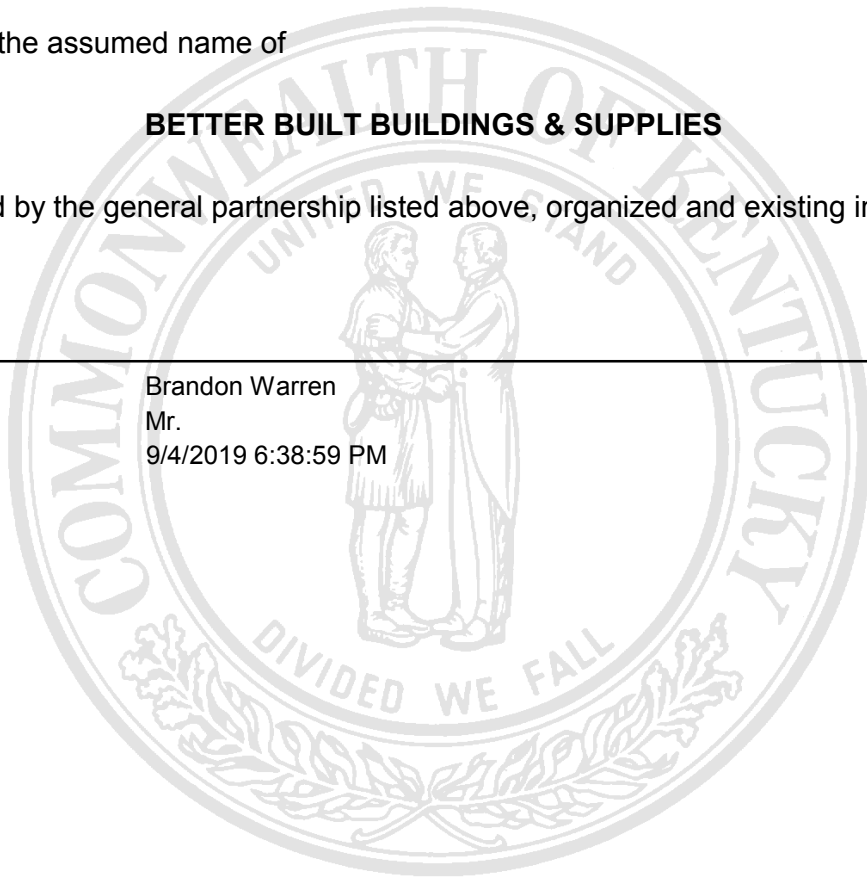 the assumed name of
BETTER BUILT BUILDINGS & SUPPLIES
by the general partnership listed above, organized and existing
Brandon Warren
Mr.
9/4/2019 6:38:59 PM
COMMONWEALTH OF KENTUCKY
UNITED WE STAND
DIVIDED WE FALL